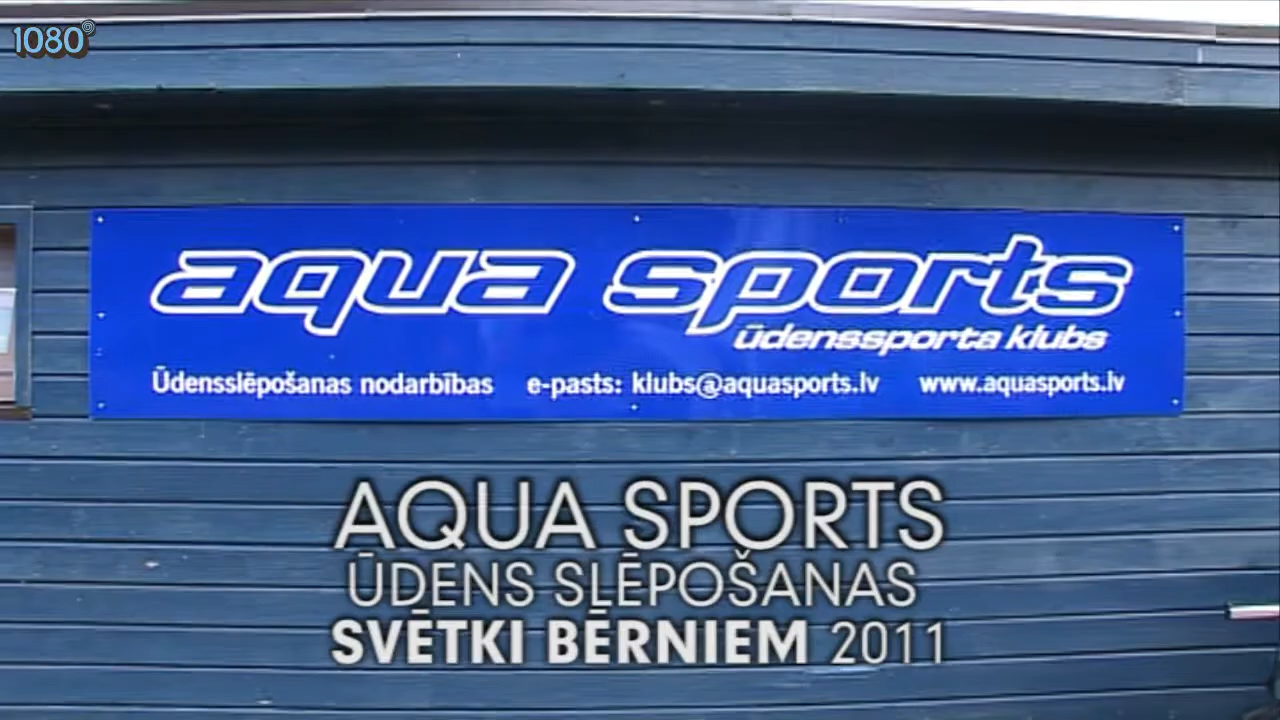 1080
aqua sports
ūdenssporta klubs
Ūdensslēpošanas nodarbības e-pasts: klubs@aquasports.lv www.aquasports.lv
AQUA SPORTS
ŪDENS SLĒPOŠANAS
SVĒTKI BĒRNIEM 2011